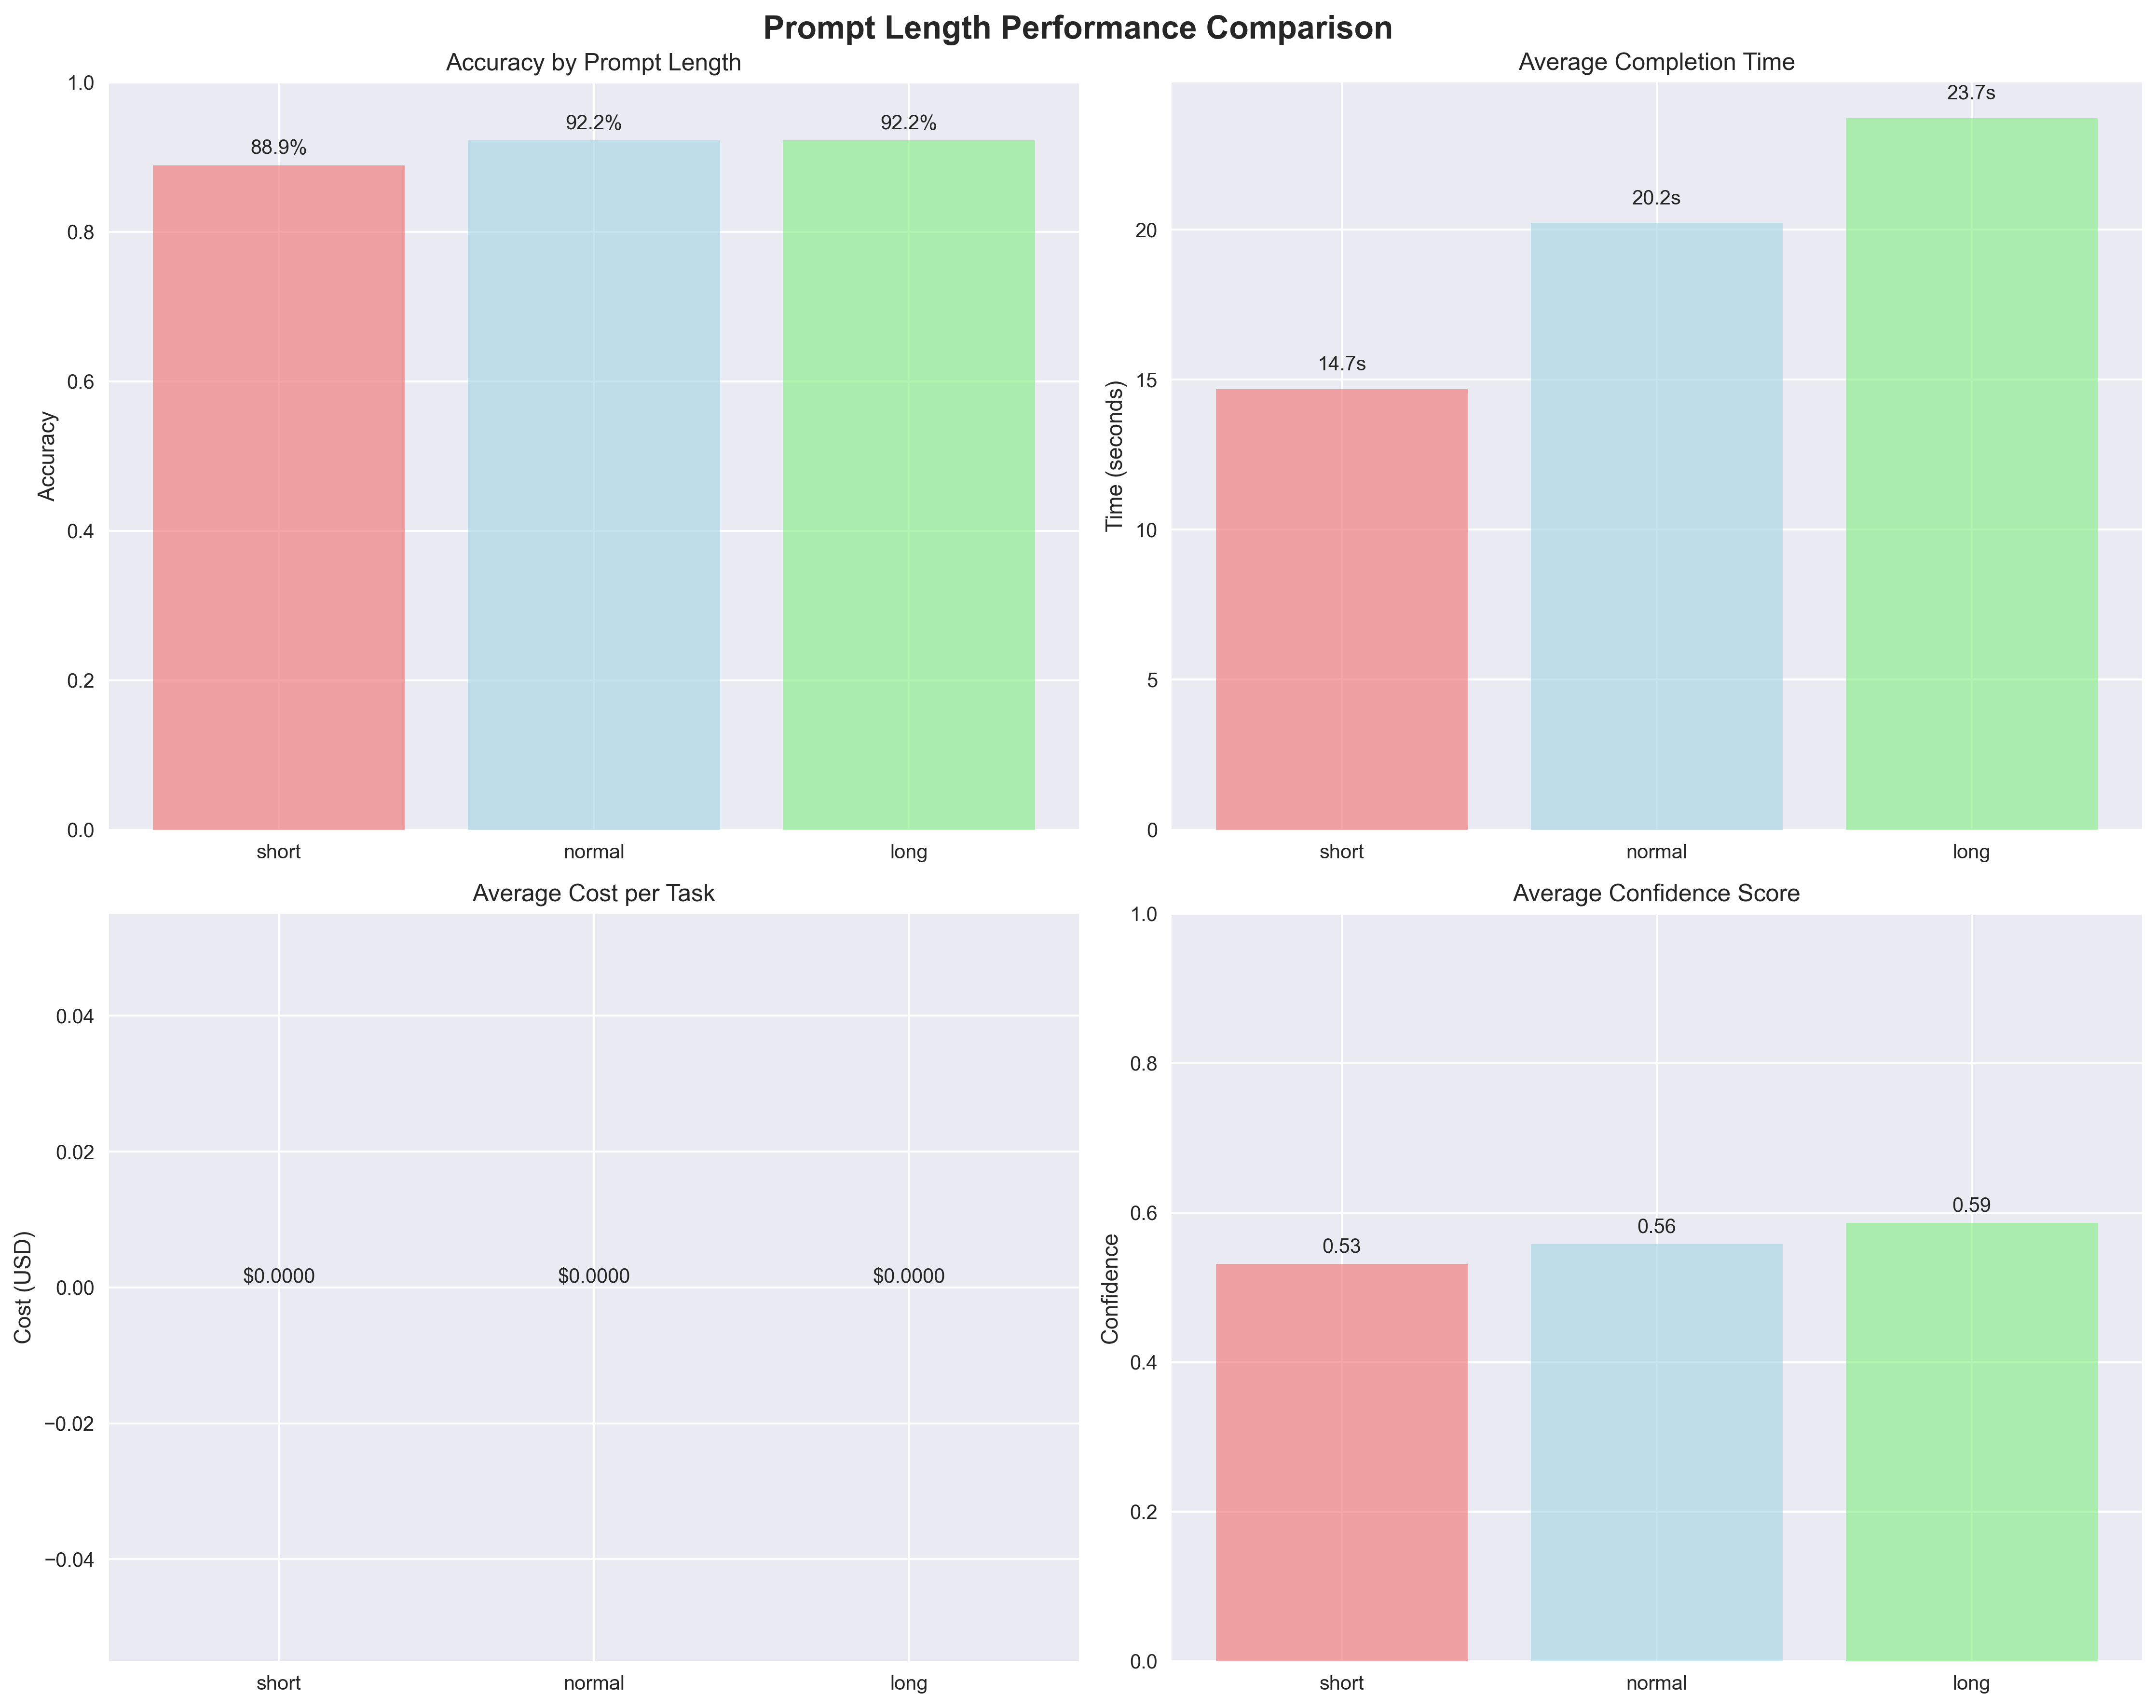 Prompt Length Performance Comparison
Accuracy by Prompt Length
1.0
0.8
0.6
0.4
0.2
0.0
Accuracy
88.9%
92.2%
92.2%
short
normal
long
Average Completion Time
20
15
10
5
0
Time (seconds)
14.7s
20.2s
23.7s
short
normal
long
Average Cost per Task
0.04
0.02
0.00
−0.02
−0.04
Cost (USD)
$0.0000
$0.0000
$0.0000
short
normal
long
Average Confidence Score
1.0
0.8
0.6
0.4
0.2
0.0
Confidence
0.53
0.56
0.59
short
normal
long